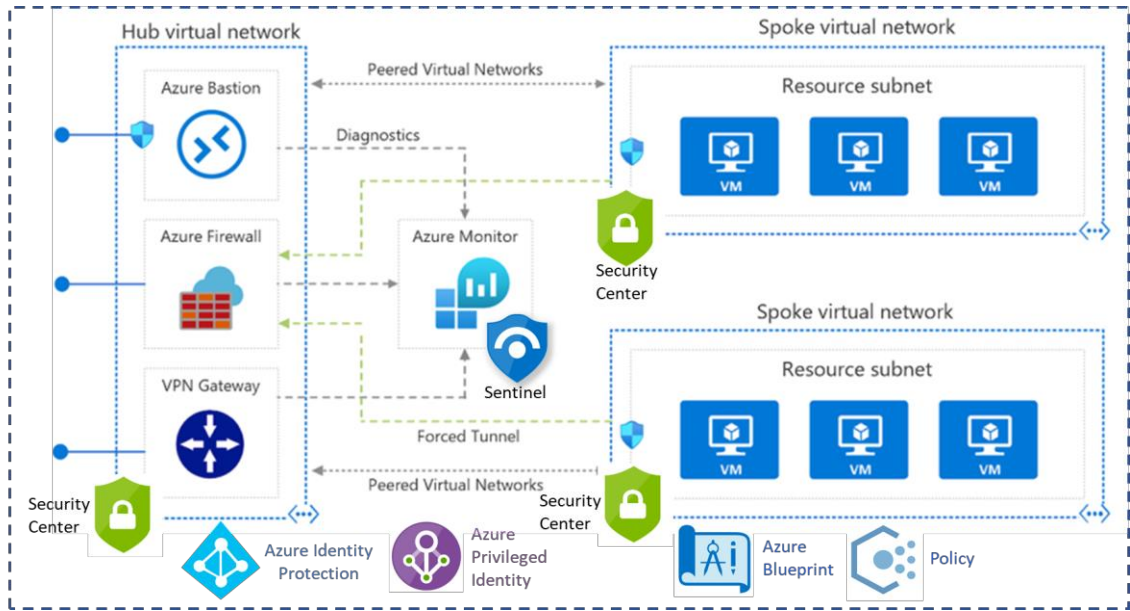 Hub virtual network
Azure Bastion
Azure Firewall
VPN Gateway
Security
Center
Peered Virtual Networks
Diagnostics
Azure Monitor
Sentinel
Forced Tunnel
Peered Virtual Networks
Spoke virtual network
Resource subnet
VM
VM
VM
Security
Center
Spoke virtual network
Resource subnet
VM
VM
VM
Security
Center
Azure Identity
Protection
Azure
Privileged
Identity
Azure
Blueprint
Policy